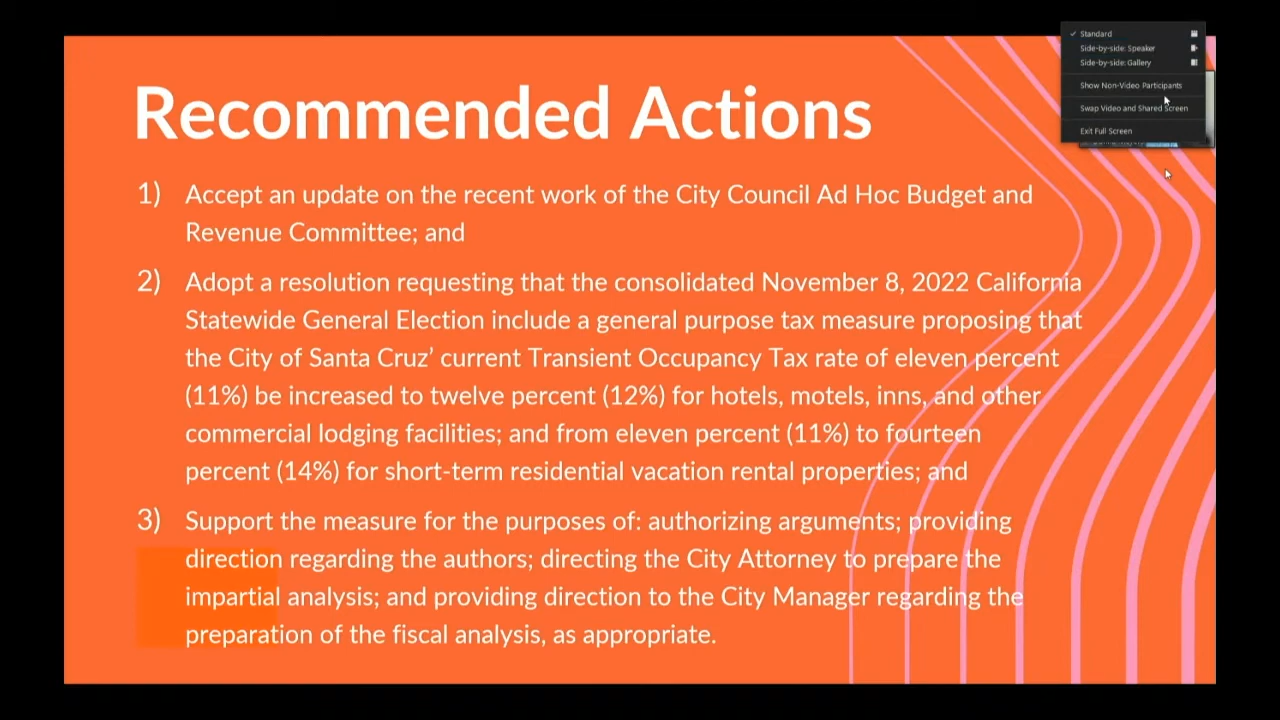 Standard
Side-by-side: Speaker
Side-by-side: Gallery
Show Non-Video Participants
Swap Video and Shared Screen
Exit Full Screen
Recommended Actions
1) Accept an update on the recent work of the City Council Ad Hoc Budget and
Revenue Committee; and
2) Adopt a resolution requesting that the consolidated November 8, 2022 California
Statewide General Election include a general purpose tax measure proposing that
the City of Santa Cruz’ current Transient Occupancy Tax rate of eleven percent
(11%) be increased to twelve percent (12%) for hotels, motels, inns, and other
commercial lodging facilities; and from eleven percent (11%) to fourteen
percent (14%) for short-term residential vacation rental properties; and
3) Support the measure for the purposes of: authorizing arguments; providing
direction regarding the authors; directing the City Attorney to prepare the
impartial analysis; and providing direction to the City Manager regarding the
preparation of the fiscal analysis, as appropriate.